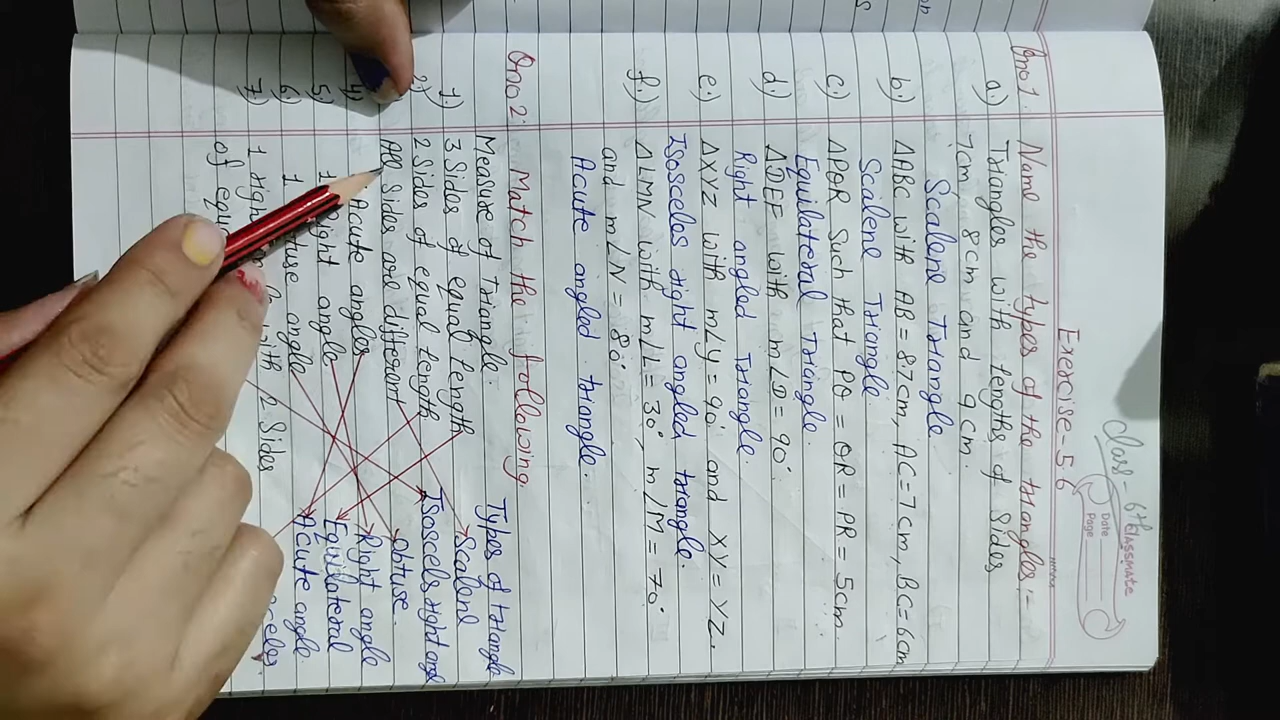 Class - 6th
classmate
Date
Page
Exercise - 5.6
Qno 1. Name the types of the triangles :-
a) Triangles with lengths of sides
7cm, 8cm and 9cm.
Scalene Triangle.
b.) ΔABC with AB = 8.7cm, AC=7cm, BC=6cm
Scalene Triangle.
c) ΔPQR Such that PQ = QR = PR = 5cm.
Equilateral Triangle.
d.) ΔDEF with m∠D = 90°.
Right angled Triangle.
e.) ΔXYZ with m∠y = 90° and XY = YZ.
Isosceles right angled triangle.
f.) ΔLMN with m∠L = 30°, m∠M = 70°
and m∠N = 80°
Acute angled triangle.
Qno 2. Match the following.
Measure of Triangle. Types of triangle
1.) 3 Sides of equal length Scalene
2) 2 Sides of equal length Isosceles right angl
All Sides are different obtuse.
4) Acute angles Right angle
5) 1 right angle Equilateral
6) 1 angle Acute angle.
7) 1 with 2 Sides
of